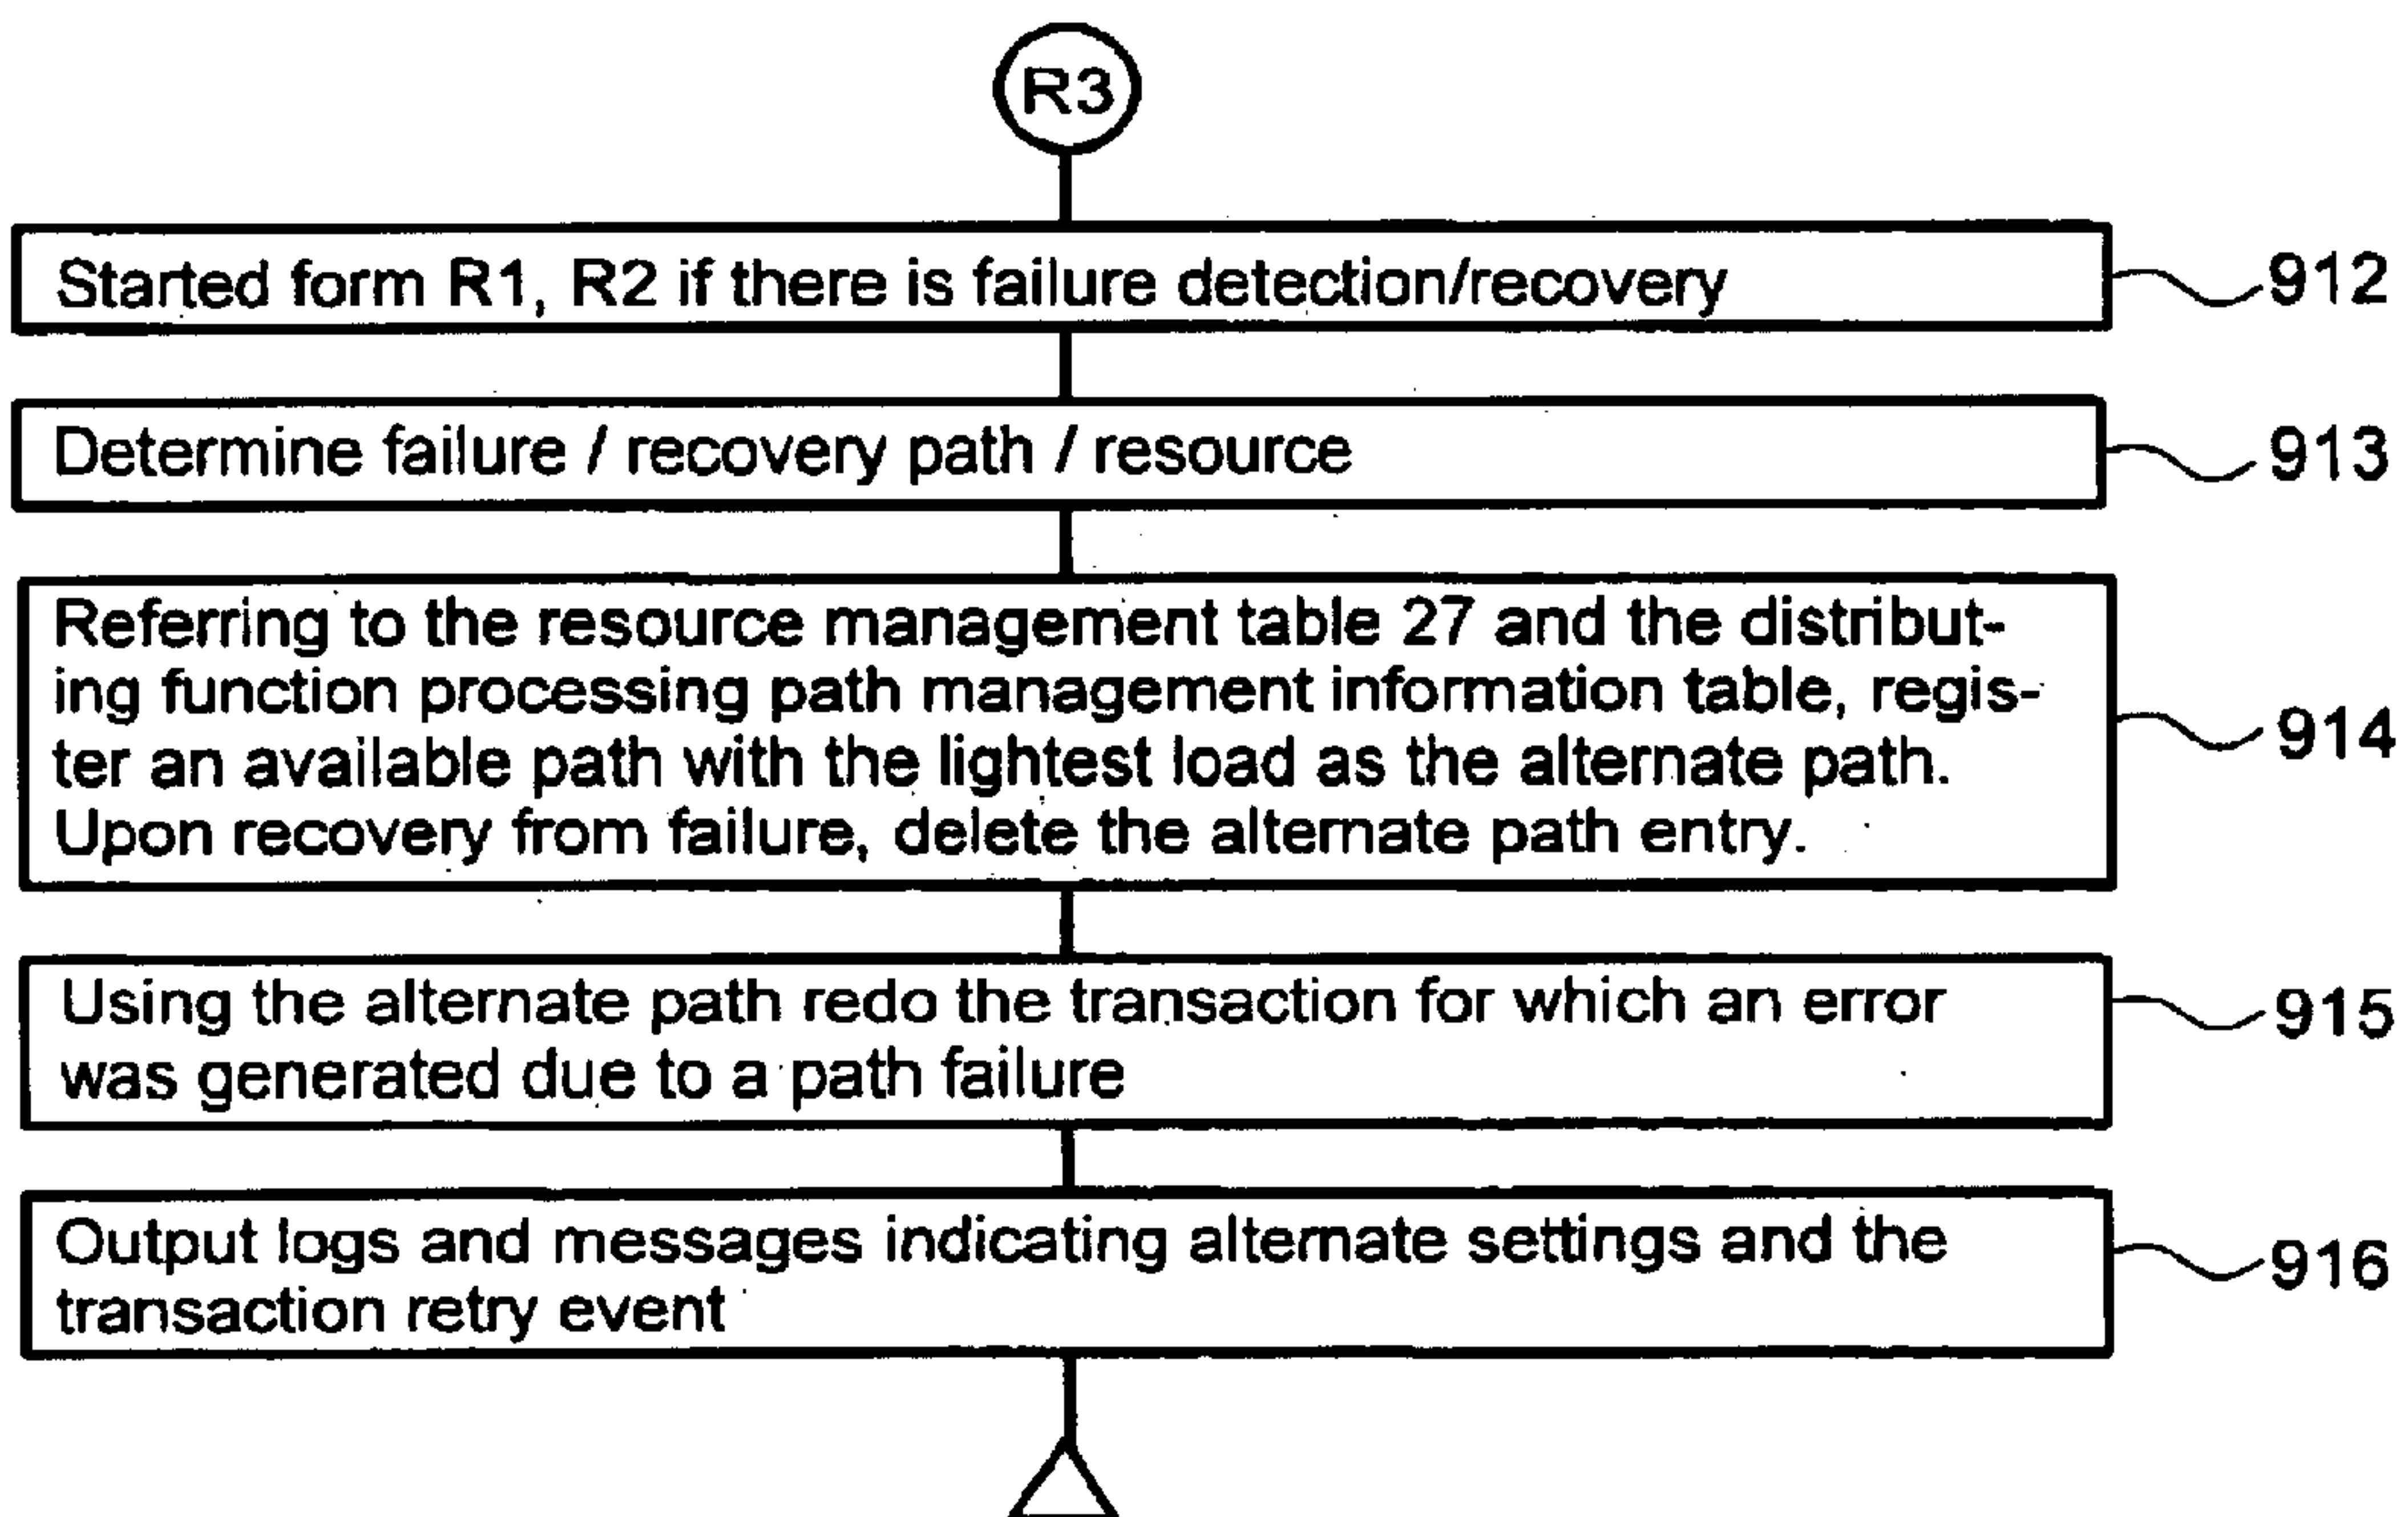 R3
Started form R1, R2 if there is failure detection/recovery
912
Determine failure / recovery path / resource
913
Referring to the resource management table 27 and the distribut-
ing function processing path management information table, regis-
ter an available path with the lightest load as the alternate path.
Upon recovery from failure, delete the alternate path entry.
914
Using the alternate path redo the transaction for which an error
was generated due to a path failure
915
Output logs and messages indicating alternate settings and the
transaction retry event
916